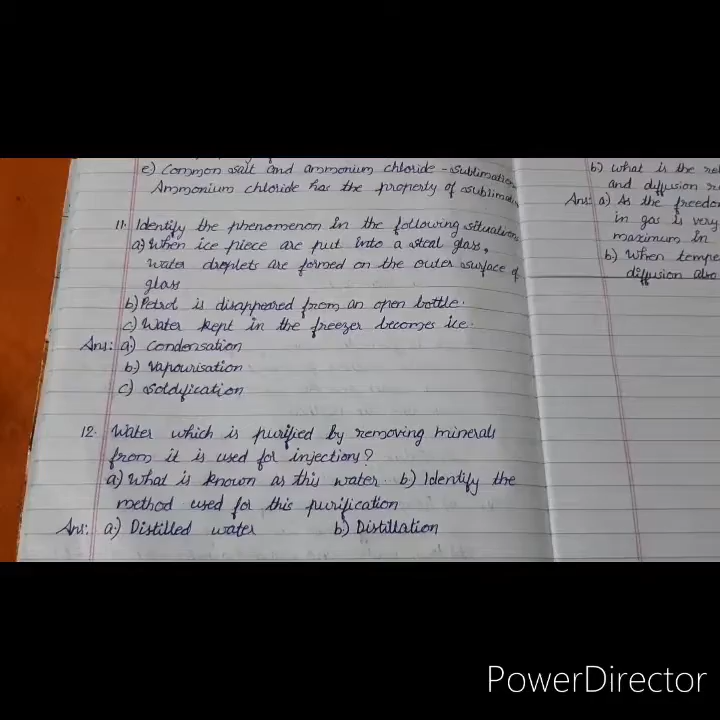 e) Common salt and ammonium chloride - sublimation
Ammonium chloride has the property of sublimation
11. Identify the phenomenon in the following situations
a) When ice piece are put into a steal glass,
water droplets are formed on the outer surface of
glass
b) Petrol is disappeared from an open bottle.
c) Water kept in the freezer becomes ice.
Ans: a) condensation
b) Vapourisation
c) soldyfication
12. Water which is purified by removing minerals
from it is used for injection?
a) What is known as this water. b) Identify the
method used for this purification
Ans: a) Distilled water b) Distillation
b) what is the
and diffusion
Ans: a) As the freedom
in gas is very
maximum in
b) When
diffusion also
PowerDirector